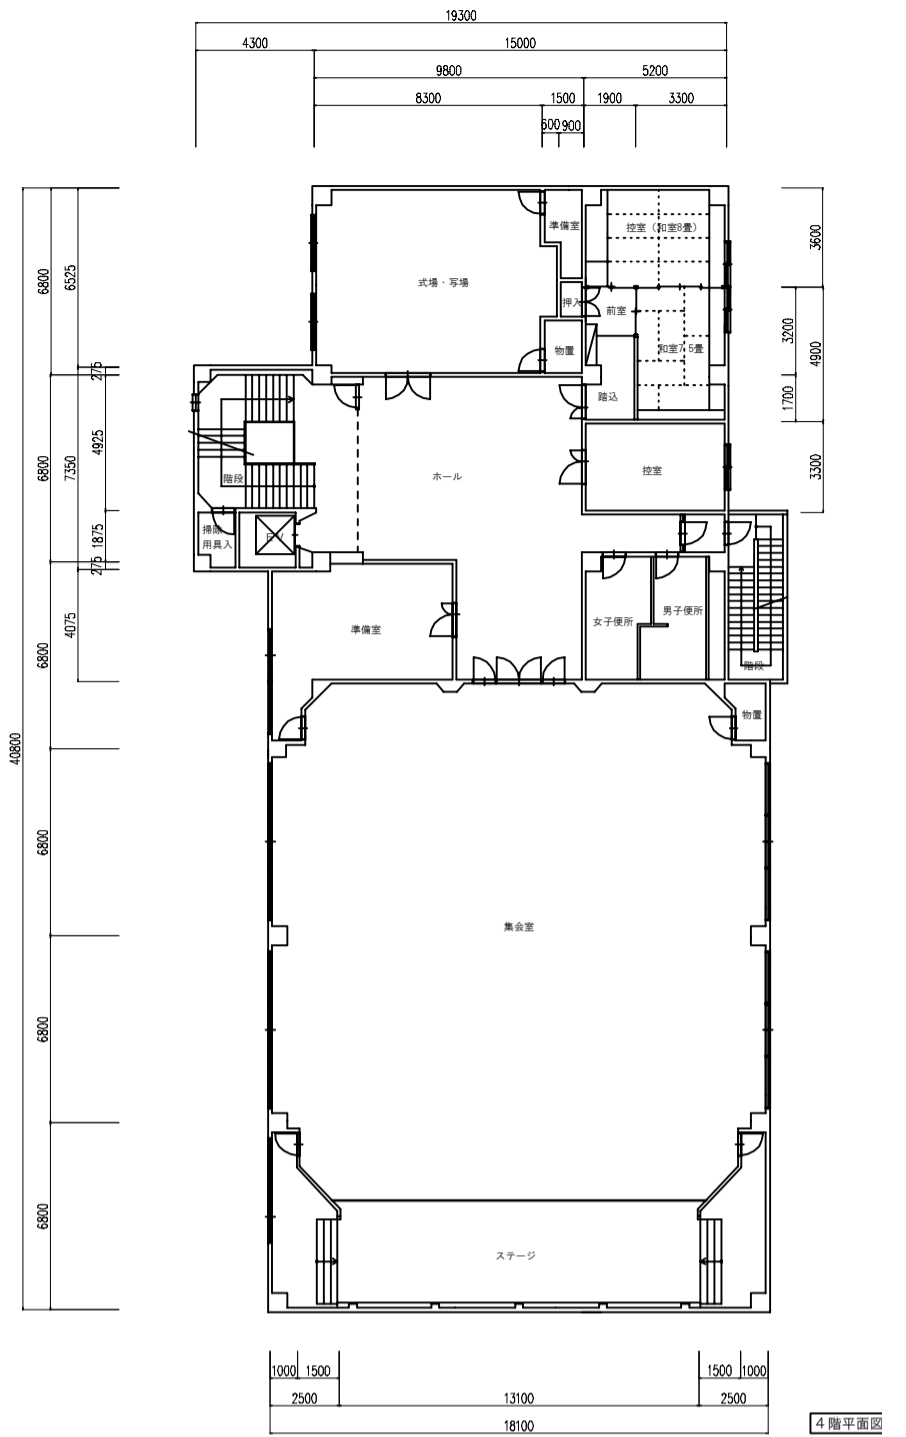 19300
4300
15000
9800
5200
8300
1500
1900
3300
600
900
準備室
控室（和室8畳）
3600
6800
6525
式場・写場
押入
前室
物置
和室7.5畳
3200
4900
275
踏込
1700
4925
6800
7350
階段
ホール
控室
3300
掃除
用具入
EV
1875
275
4075
6800
準備室
女子便所
男子便所
階段
物置
40800
6800
集会室
6800
6800
ステージ
1000
1500
1500
1000
2500
13100
2500
18100
４階平面図